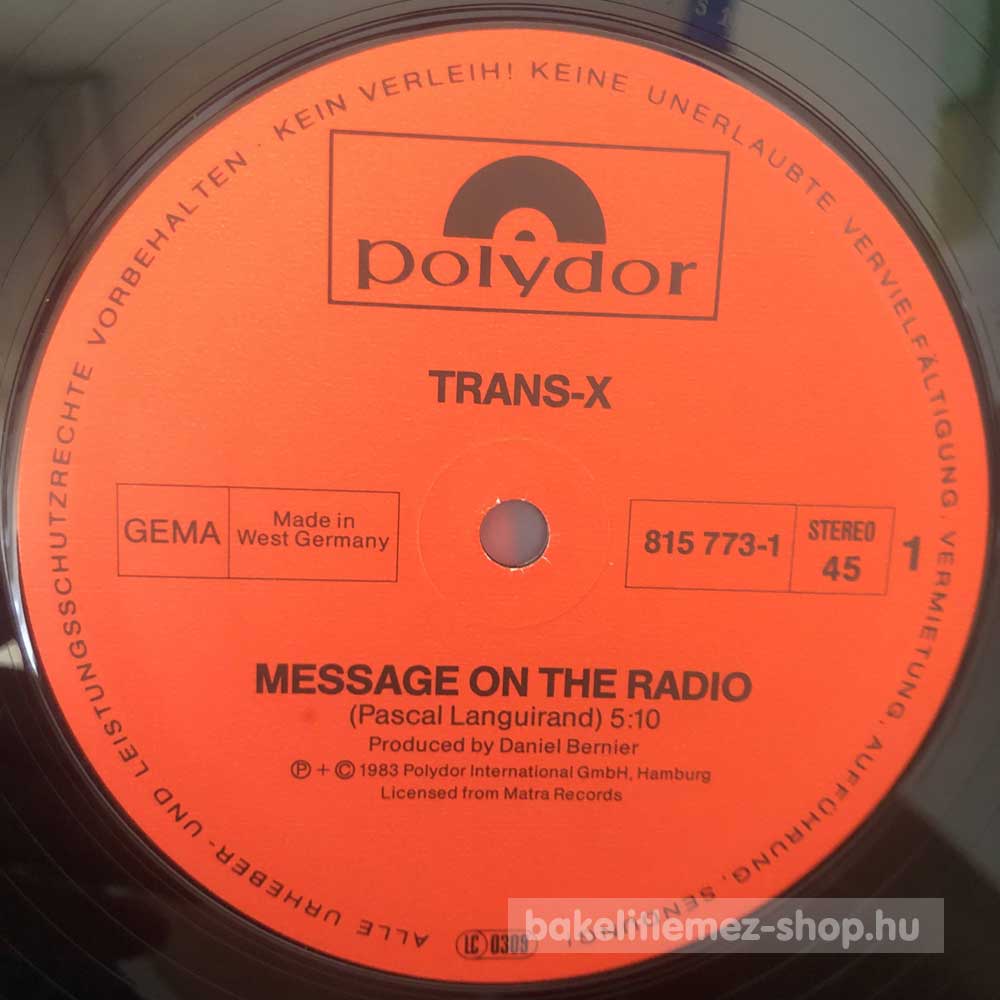 polydor
TRANS-X
GEMA
Made in
West Germany
815 773-1
STEREO
45
1
MESSAGE ON THE RADIO
(Pascal Languirand) 5:10
Produced by Daniel Bernier
Ⓟ + © 1983 Polydor International GmbH, Hamburg
Licensed from Matra Records
ALLE URHEBER- UND LEISTUNGSSCHUTZRECHTE VORBEHALTEN · KEIN VERLEIH! KEINE UNERLAUBTE VERVIELFÄLTIGUNG, VERMIETUNG, AUFFÜHRUNG, SENDUNG!
LC 0309
bakelitlemez-shop.hu